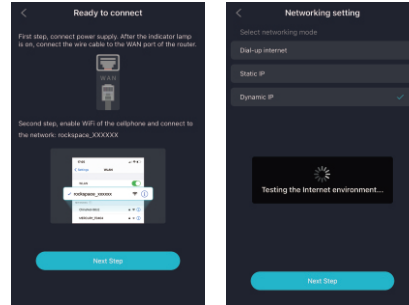 Ready to connect
First step, connect power supply. After the indicator lamp
is on, connect the wire cable to the WAN port of the router.
WAN
Second step, enable WiFi of the cellphone and connect to
the network: rockspace_XXXXXX
WLAN
WLAN
rockspace_xxxxxx
Next Step
Networking setting
Select networking mode
Dial-up internet
Static IP
Dynamic IP
Testing the Internet environment...
Next Step